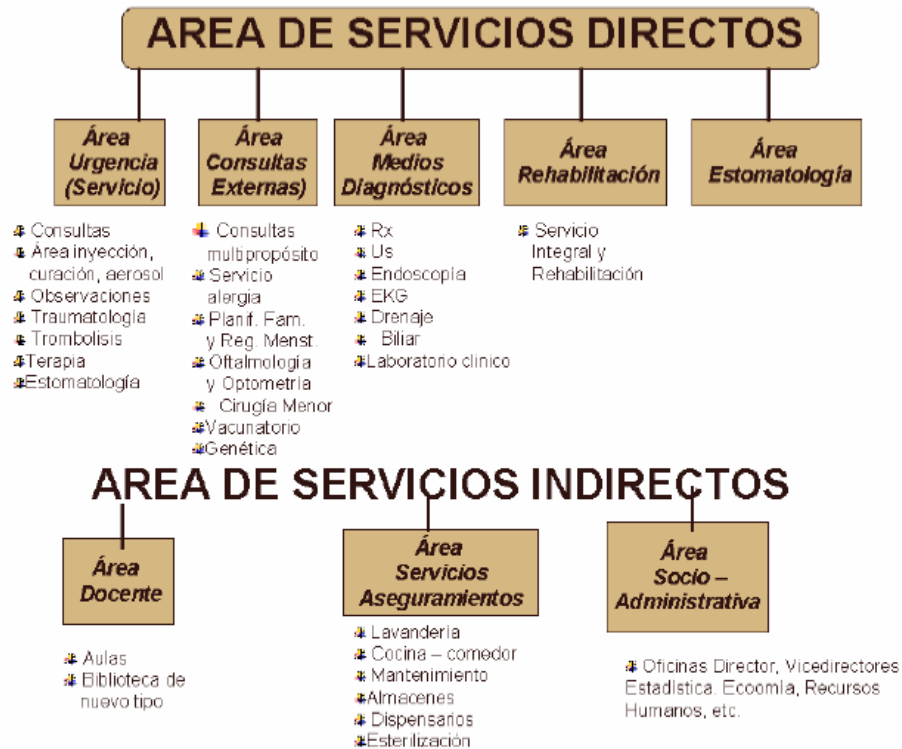 AREA DE SERVICIOS DIRECTOS
Área
Urgencia
(Servicio)
Área
Consultas
Externas)
Área
Medios
Diagnósticos
Área
Rehabilitación
Área
Estomatología
Consultas
Área inyección,
curación, aerosol
Observaciones
Traumatología
Trombolisis
Terapia
Estomatología
Consultas
multipropósito
Servicio
alergia
Planif. Fam.
y Reg. Menst.
Oftalmología
y Optometría
Cirugía Menor
Vacunatorio
Genética
Rx
Us
Endoscopía
EKG
Drenaje
Biliar
Laboratorio clínico
Servicio
Integral y
Rehabilitación
AREA DE SERVICIOS INDIRECTOS
Área
Docente
Área
Servicios
Aseguramientos
Área
Socio –
Administrativa
Aulas
Biblioteca de
nuevo tipo
Lavandería
Cocina – comedor
Mantenimiento
Almacenes
Dispensarios
Esterilización
Oficinas Director, Vicedirectores
Estadística. Ecoomía, Recursos
Humanos, etc.